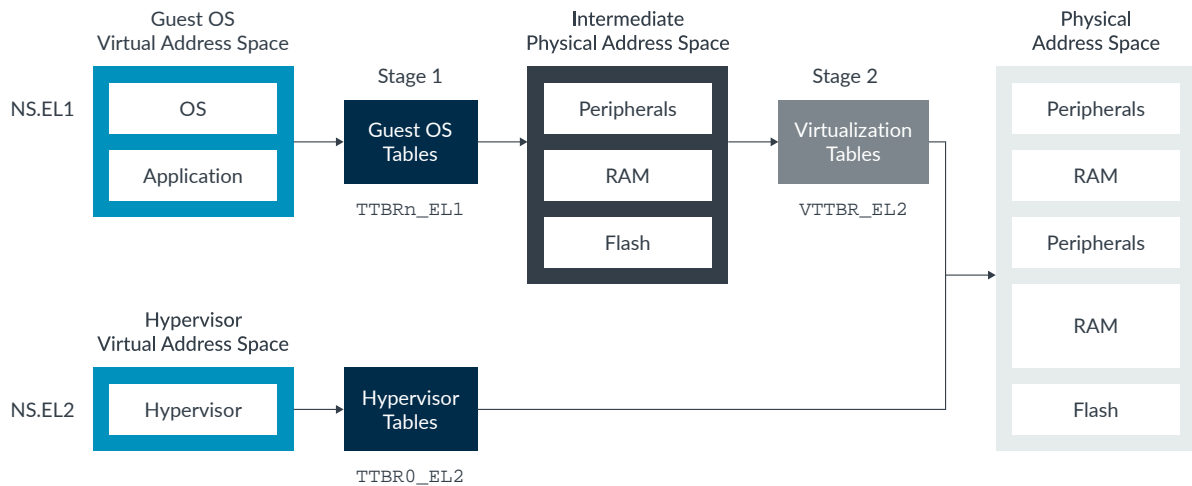 Guest OS
Virtual Address Space
Intermediate
Physical Address Space
Physical
Address Space
Stage 1
Stage 2
NS.EL1
OS
Application
Guest OS
Tables
TTBRn_EL1
Peripherals
RAM
Flash
Virtualization
Tables
VTTBR_EL2
Peripherals
RAM
Peripherals
RAM
Flash
Hypervisor
Virtual Address Space
NS.EL2
Hypervisor
Hypervisor
Tables
TTBR0_EL2